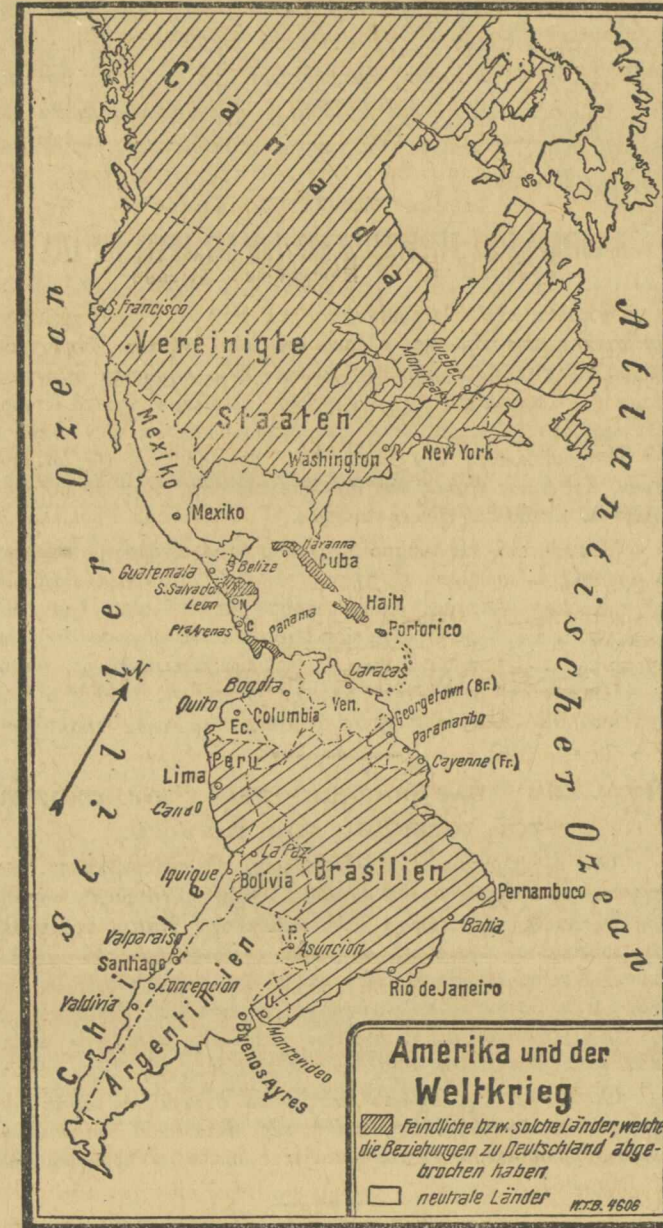 Canada
Stiller Ozean
Atlantischer Ozean
S. Francisco
Vereinigte
Staaten
Quebec
Montreal
Washington
New York
Mexiko
Mexiko
Havanna
Cuba
Guatemala
B.
Belize
S. Salvador
Haiti
Leon
N.
Portorico
Pt. Arenas
C.
Panama
N.
Caracas
Bogota
Georgetown (Br.)
Quito
Columbia
Ven.
Paramaribo
Ec.
Cayenne (Fr.)
Peru
Lima
La Paz
Brasilien
Iquique
Bolivia
Pernambuco
Bahia
Valparaiso
P.
Asuncion
Santiago
Concepcion
Rio de Janeiro
Valdivia
U.
Chile
Argentinien
Montevideo
Buenos Ayres
Amerika und der
Weltkrieg
Feindliche bzw. solche Länder, welche
die Beziehungen zu Deutschland abge-
brochen haben.
neutrale Länder
W.T.B. 4606